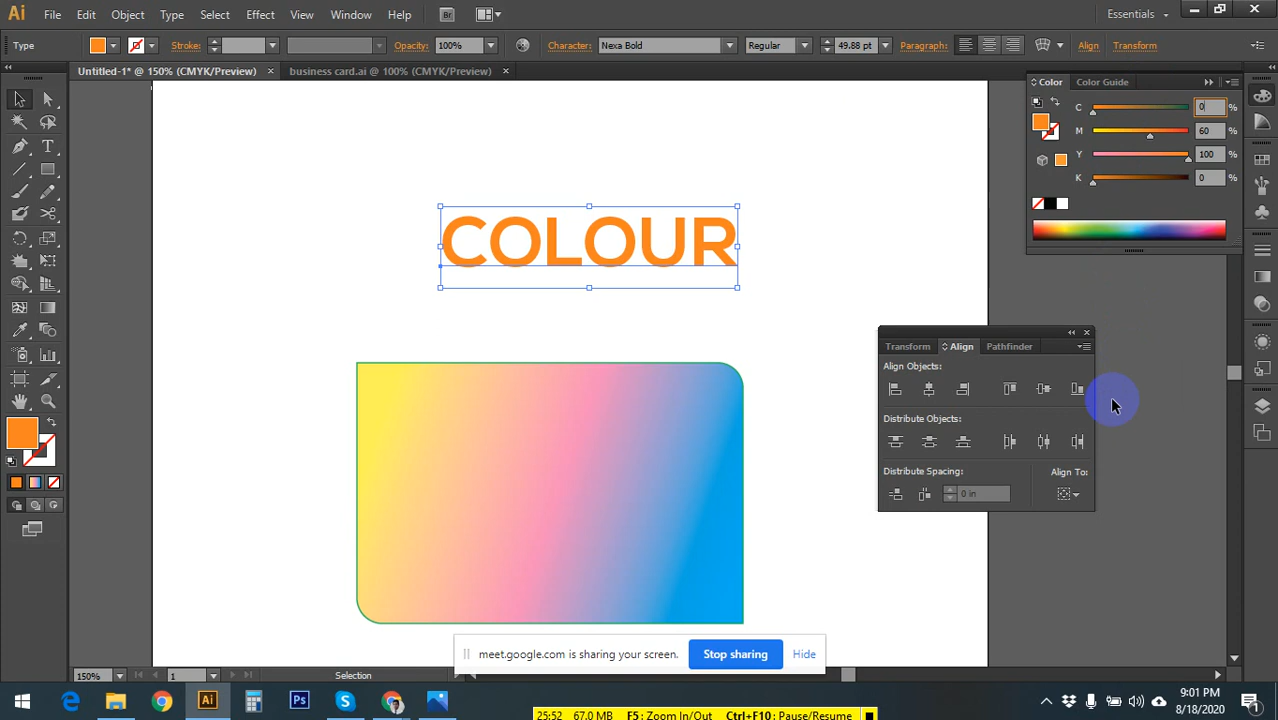 Ai File Edit Object Type Select Effect View Window Help Br Essentials
Type Stroke: Opacity: 100% Character: Nexa Bold Regular 49.88 pt Paragraph: Align Transform
Untitled-1* @ 150% (CMYK/Preview) × business card.ai @ 100% (CMYK/Preview) ×
Color Color Guide
C 0 %
M 60 %
Y 100 %
K 0 %
COLOUR
Transform Align Pathfinder
Align Objects:
Distribute Objects:
Distribute Spacing: Align To:
0 in
meet.google.com is sharing your screen. Stop sharing Hide
150% 1 Selection
Ai Ps 9:01 PM
8/18/2020
25:52 67.0 MB F5: Zoom In/Out Ctrl+F10: Pause/Resume